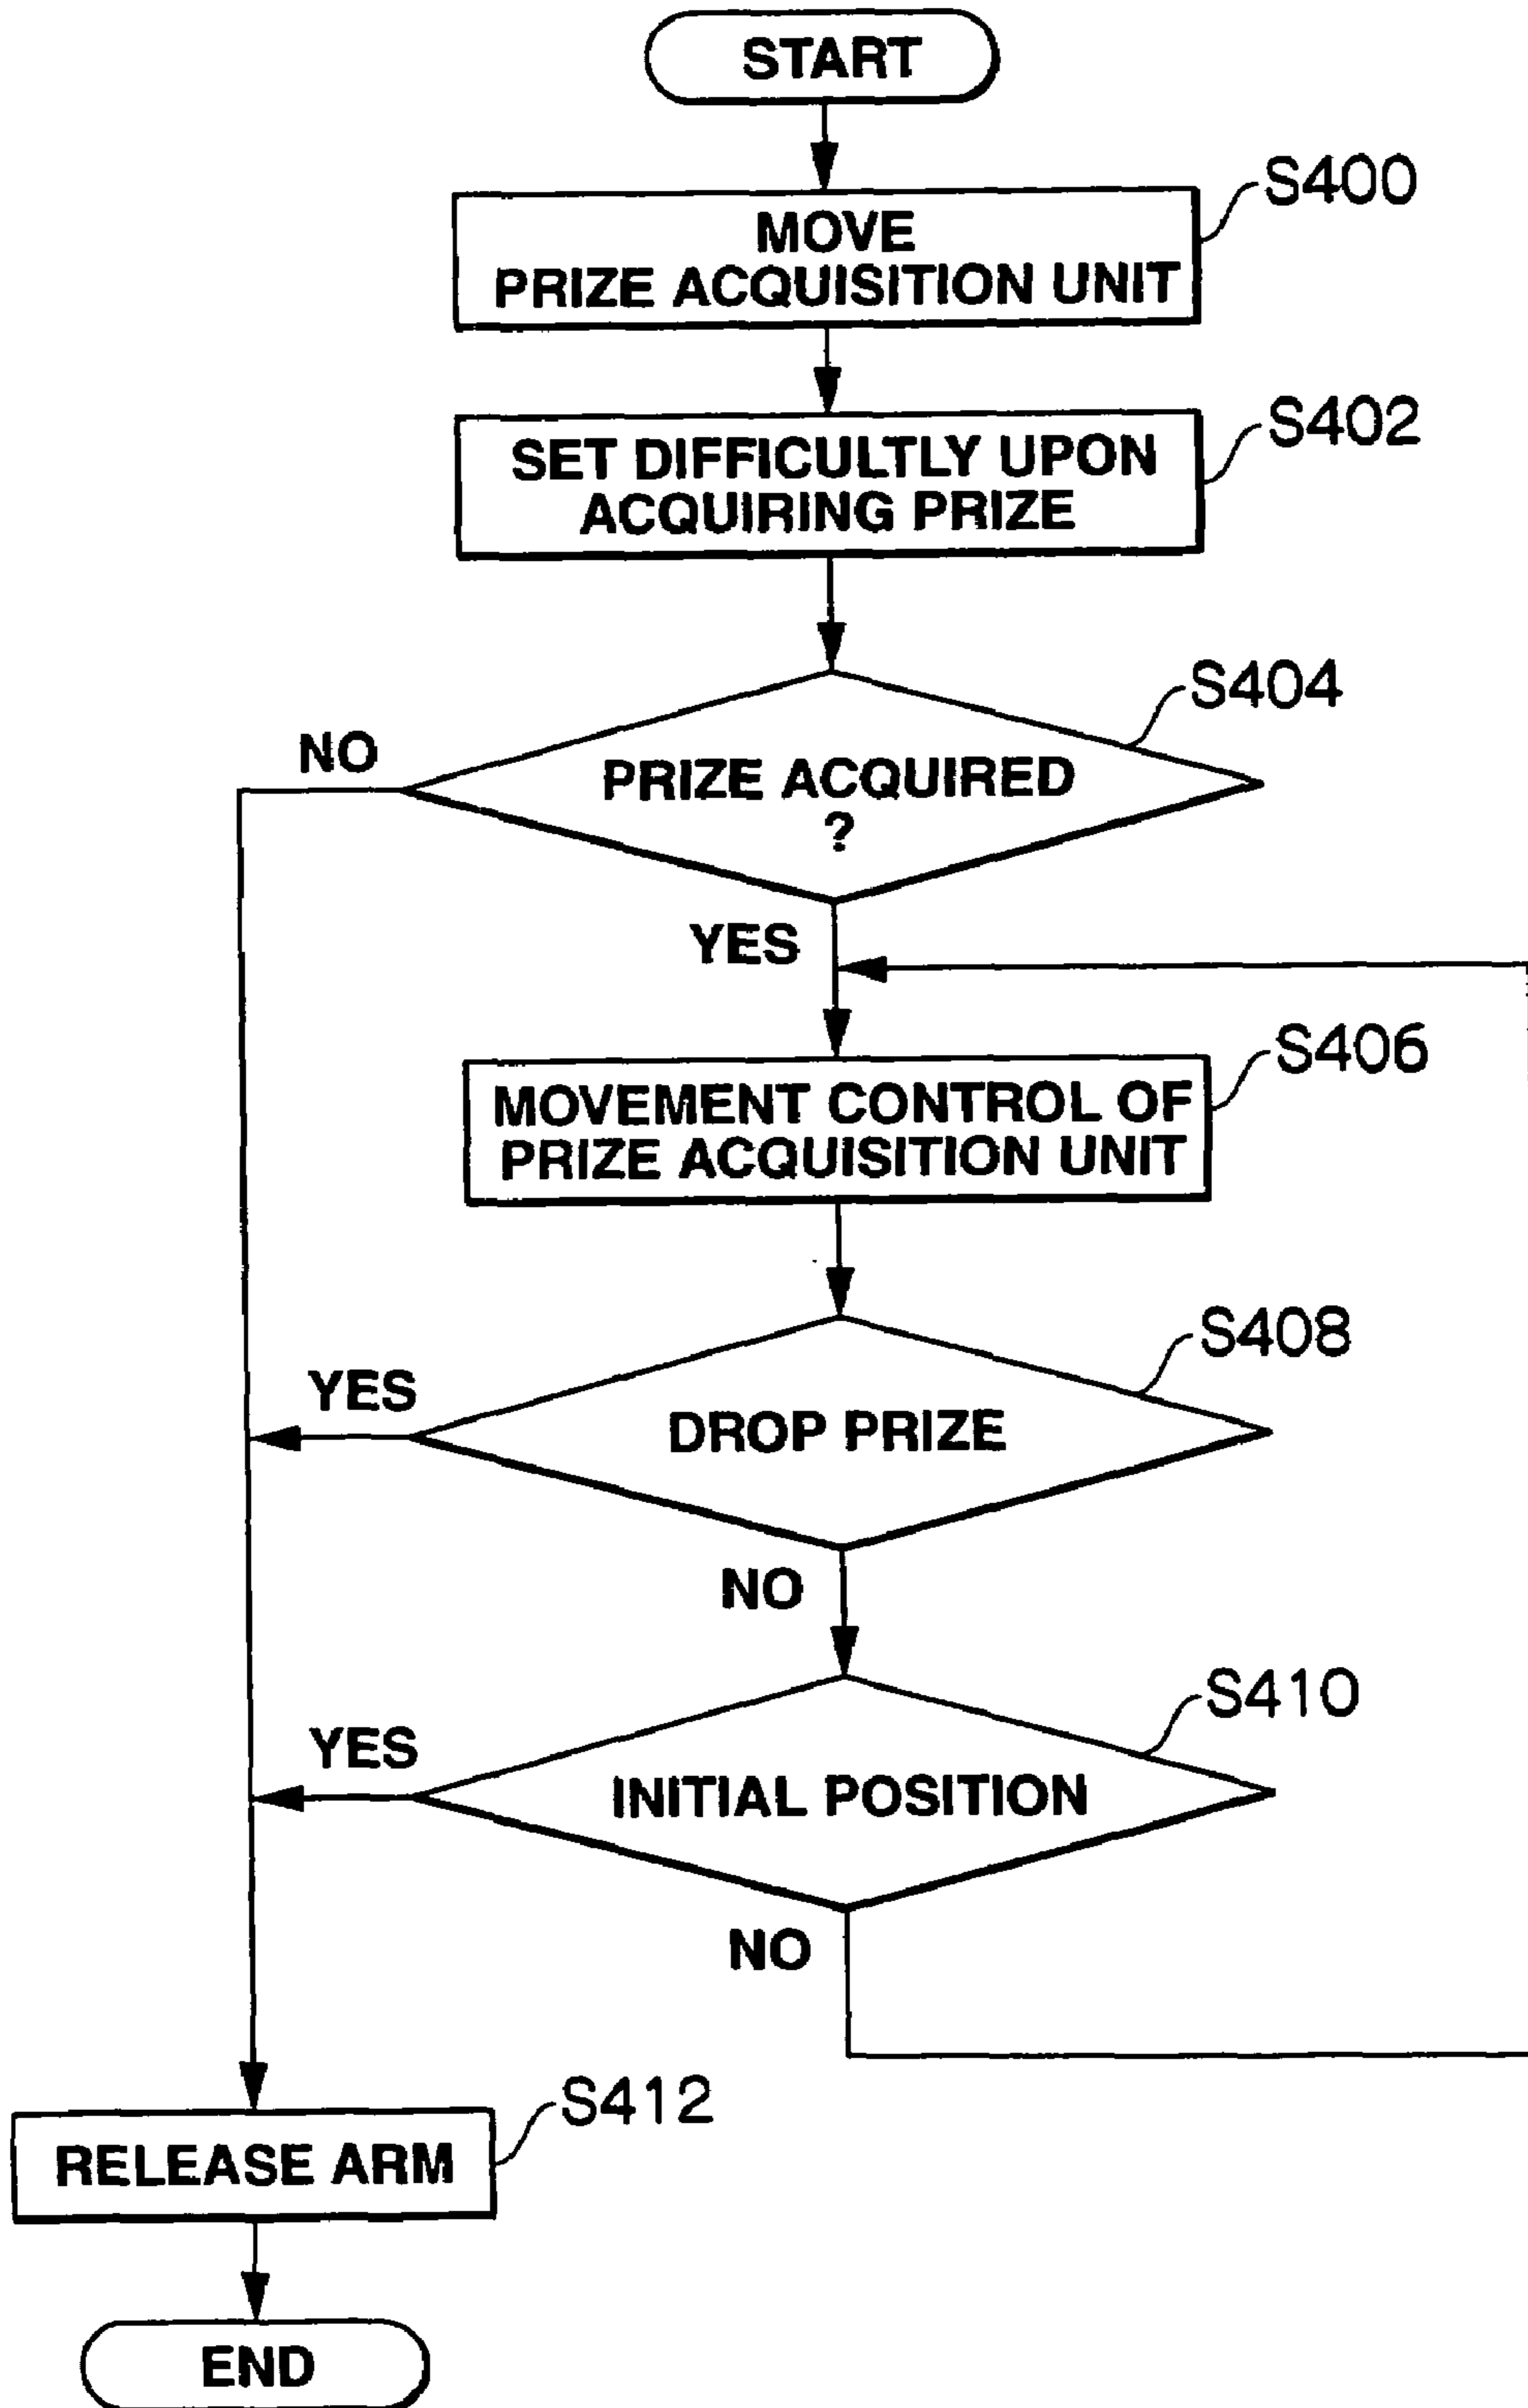 START
S400
MOVE
PRIZE ACQUISITION UNIT
S402
SET DIFFICULTLY UPON
ACQUIRING PRIZE
S404
NO
PRIZE ACQUIRED
?
YES
S406
MOVEMENT CONTROL OF
PRIZE ACQUISITION UNIT
S408
YES
DROP PRIZE
NO
S410
YES
INITIAL POSITION
NO
S412
RELEASE ARM
END